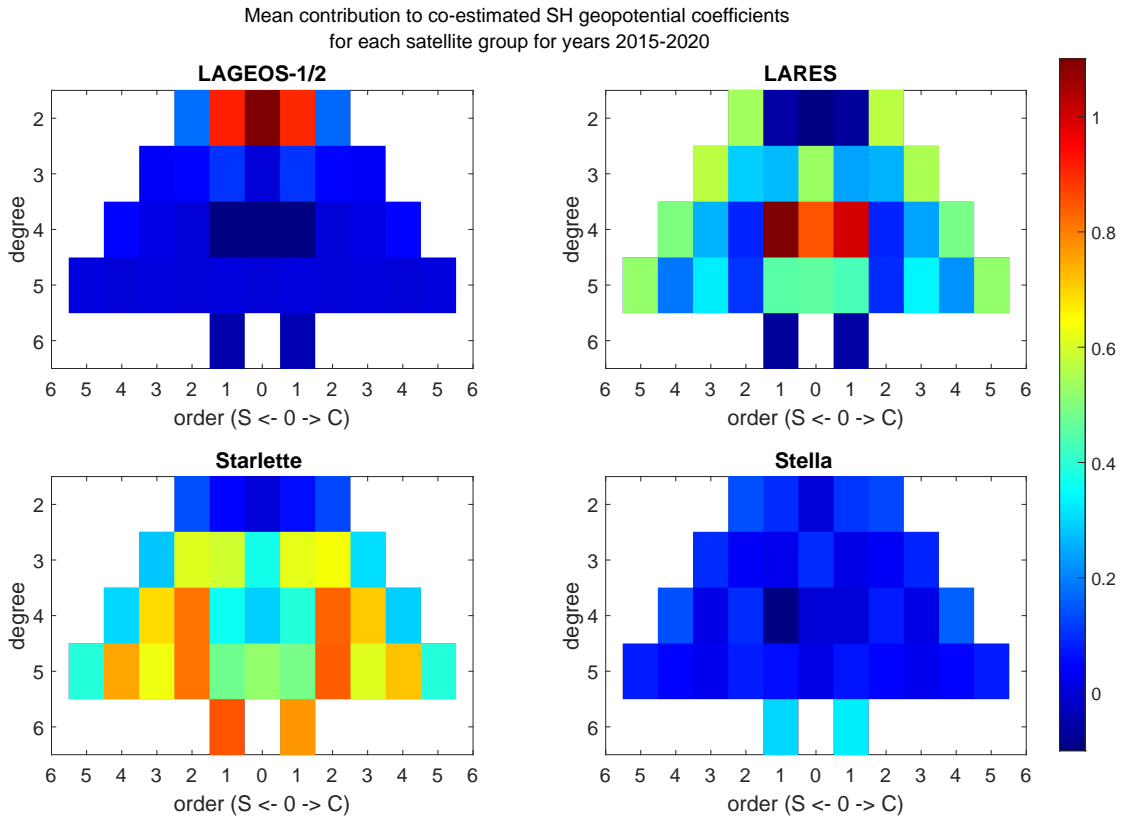 Mean contribution to co-estimated SH geopotential coefficients
for each satellite group for years 2015-2020
LAGEOS-1/2
2
3
4
5
6
degree
6 5 4 3 2 1 0 1 2 3 4 5 6
order (S <- 0 -> C)
LARES
2
3
4
5
6
degree
6 5 4 3 2 1 0 1 2 3 4 5 6
order (S <- 0 -> C)
Starlette
2
3
4
5
6
degree
6 5 4 3 2 1 0 1 2 3 4 5 6
order (S <- 0 -> C)
Stella
2
3
4
5
6
degree
6 5 4 3 2 1 0 1 2 3 4 5 6
order (S <- 0 -> C)
1
0.8
0.6
0.4
0.2
0